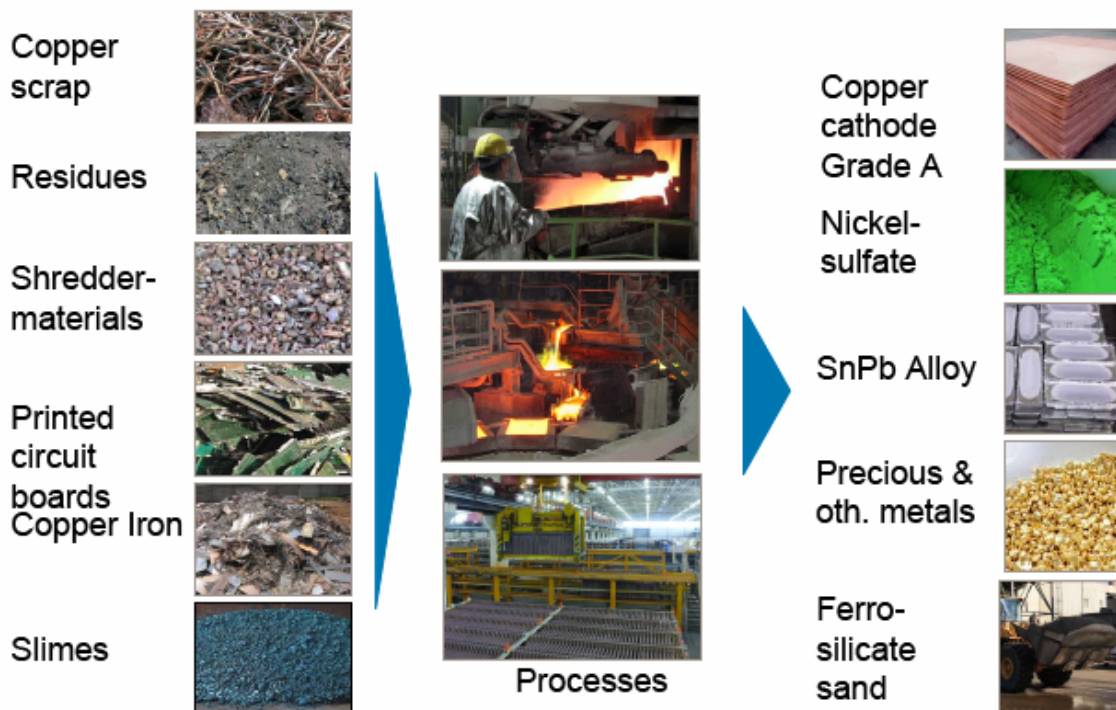 Copper
scrap
Residues
Shredder-
materials
Printed
circuit
boards
Copper Iron
Slimes
Processes
Copper
cathode
Grade A
Nickel-
sulfate
SnPb Alloy
Precious &
oth. metals
Ferro-
silicate
sand